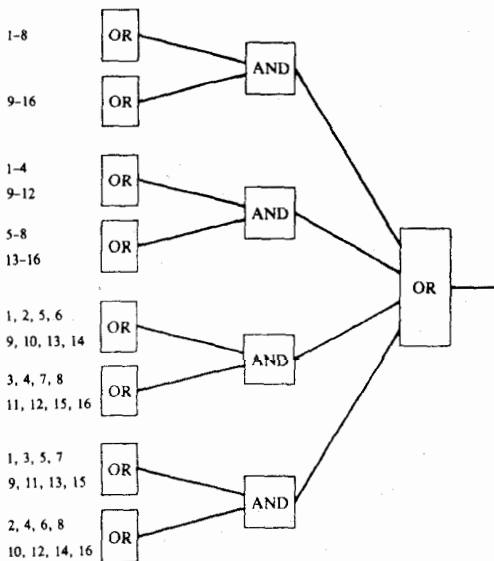 1–8
OR
AND
9–16
OR
1–4
9–12
OR
AND
5–8
13–16
OR
OR
1, 2, 5, 6
9, 10, 13, 14
OR
AND
3, 4, 7, 8
11, 12, 15, 16
OR
1, 3, 5, 7
9, 11, 13, 15
OR
AND
2, 4, 6, 8
10, 12, 14, 16
OR